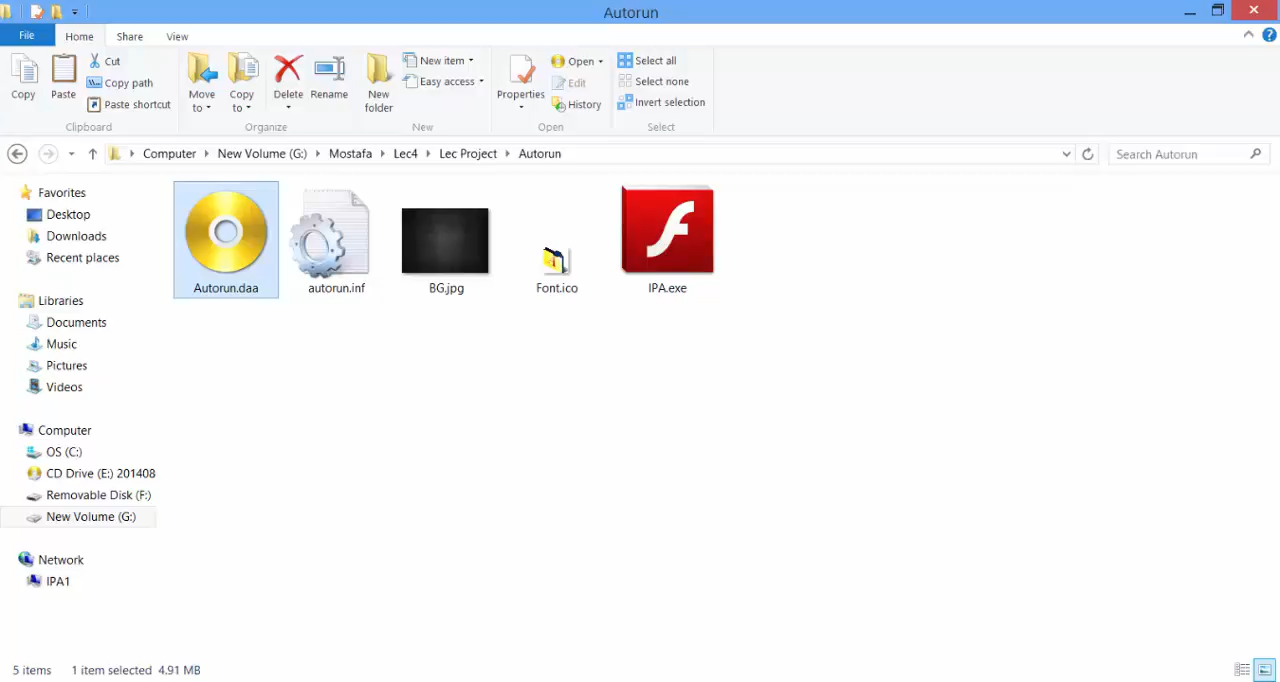 Autorun
File Home Share View
Copy
Paste
Cut
Copy path
Paste shortcut
Clipboard
Move to
Copy to
Delete
Rename
Organize
New folder
New item
Easy access
New
Properties
Open
Edit
History
Open
Select all
Select none
Invert selection
Select
Computer New Volume (G:) Mostafa Lec4 Lec Project Autorun
Search Autorun
Favorites
Desktop
Downloads
Recent places
Libraries
Documents
Music
Pictures
Videos
Computer
OS (C:)
CD Drive (E:) 201408
Removable Disk (F:)
New Volume (G:)
Network
IPA1
Autorun.daa
autorun.inf
BG.jpg
Font.ico
IPA.exe
5 items 1 item selected 4.91 MB